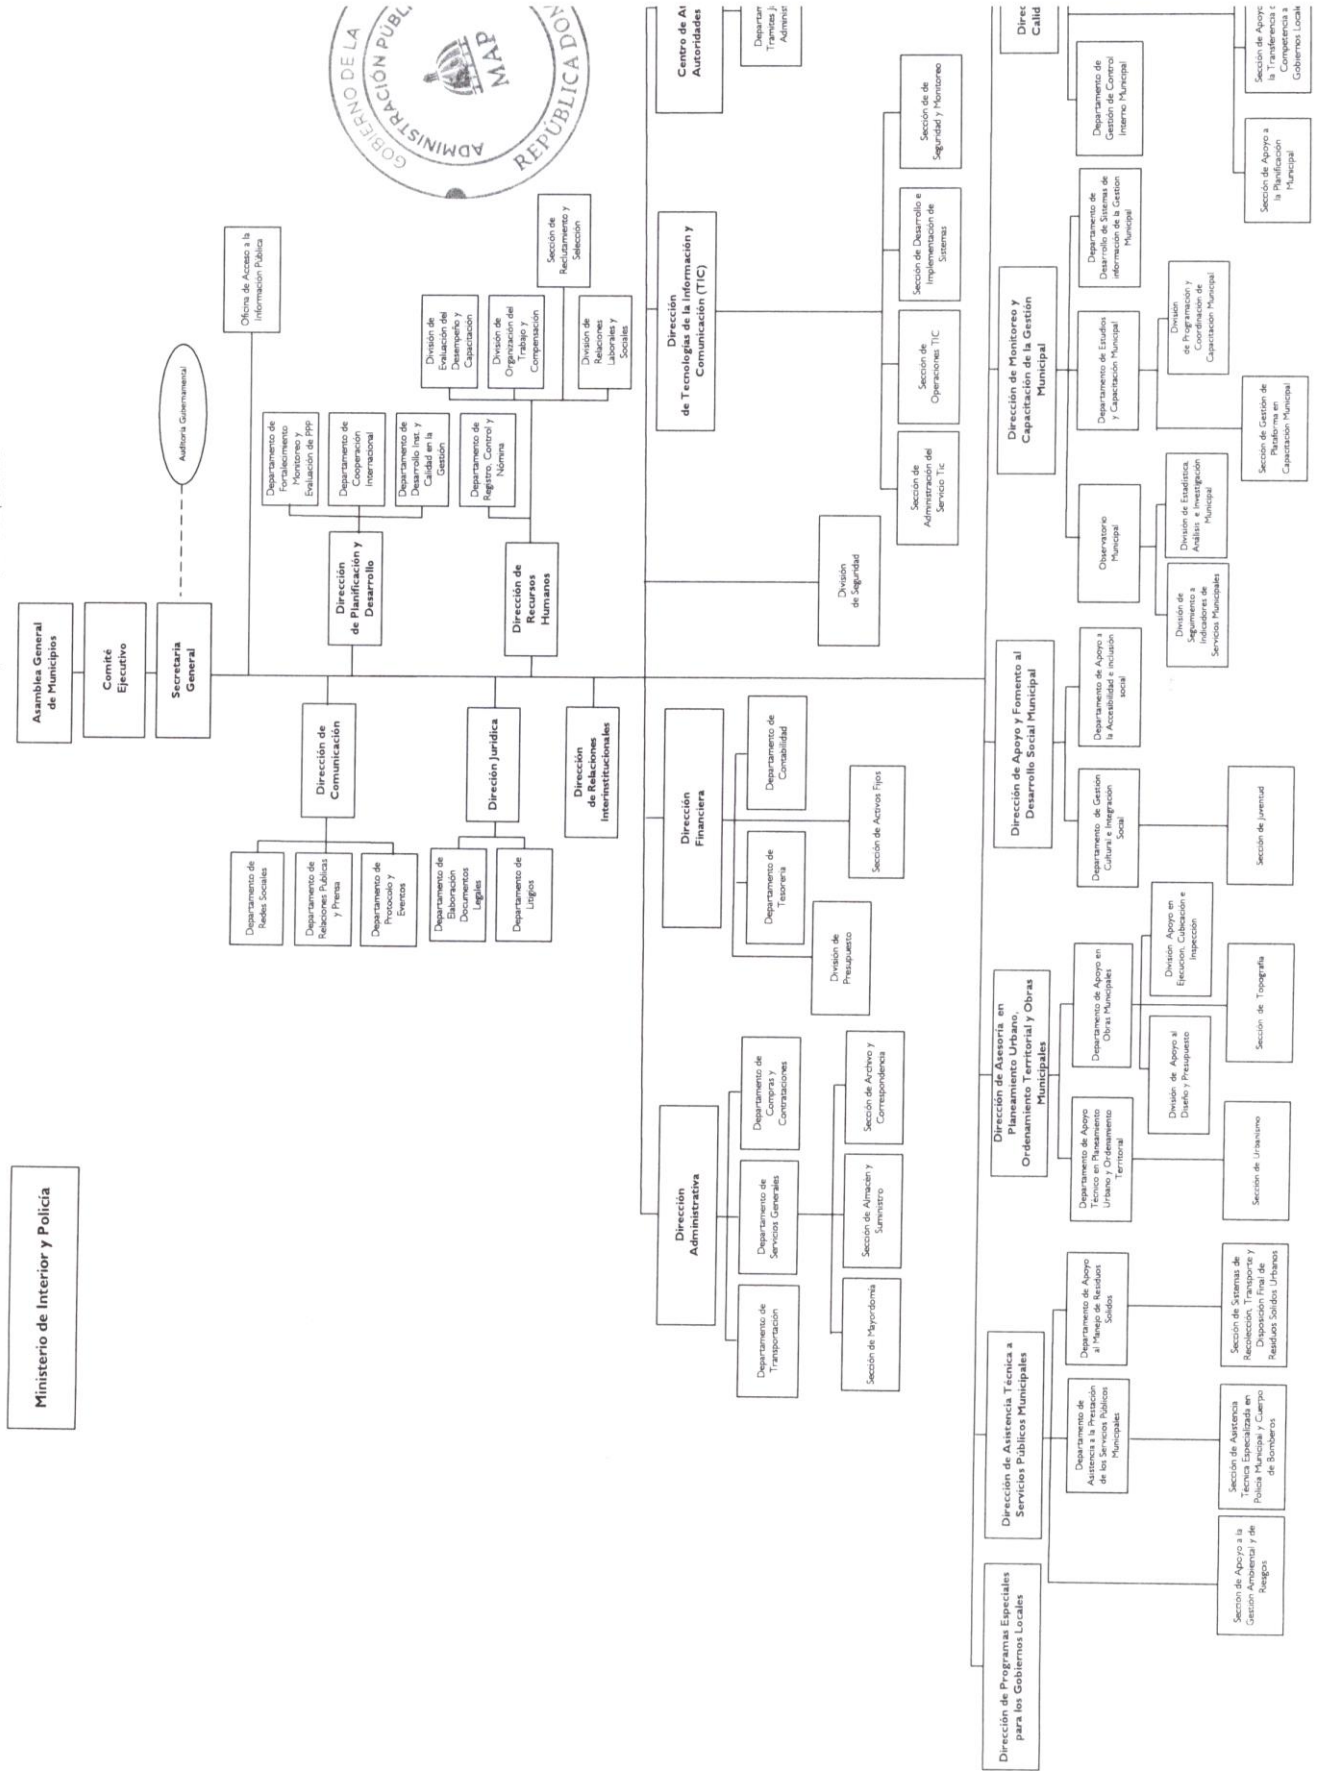 Ministerio de Interior y Policía
Asamblea General
de Municipios
Comité
Ejecutivo
Secretaria
General
Auditoría Gubernamental
Oficina de Acceso a la
Información Pública
GOBIERNO DE LA
REPÚBLICA
ADMINISTRACIÓN
MAP
Dirección de
Comunicación
Departamento de
Redes Sociales
Departamento de
Relaciones Publicas
y Prensa
Departamento de
Protocolo y
Eventos
Dirección
de Planificación y
Desarrollo
Departamento de
Fortalecimiento
Monitoreo y
Evaluación de PPP
Departamento de
Cooperación
Internacional
Departamento de
Desarrollo Inst. y
Calidad en la
Gestión
Direción Jurídica
Departamento de
Elaboración
Documentos
Legales
Departamento de
Litigios
Dirección de
Recursos
Humanos
Departamento de
Registro, Control y
Nómina
División de
Evaluación del
Desempeño y
Capacitación
División de
Organización del
Trabajo y
Compensación
División de
Relaciones
Laborales y
Sociales
Sección de
Reclutamiento y
Selección
Dirección
de Relaciones
Interinstitucionales
Dirección
Administrativa
Departamento de
Transportación
Departamento de
Servicios Generales
Departamento de
Compras y
Contrataciones
Sección de Mayordomía
Sección de Almacén y
Suministro
Sección de Archivo y
Correspondencia
Dirección
Financiera
Departamento de
Tesorería
Departamento de
Contabilidad
División de
Presupuesto
Sección de Activos Fijos
División
de Seguridad
Dirección
de Tecnologías de la Información y
Comunicación (TIC)
Sección de
Administración del
Servicio Tic
Sección de
Operaciones TIC
Sección de Desarrollo e
Implementación de
Sistemas
Sección de de
Seguridad y Monitoreo
Centro de
Autoridades
Tramites
Dirección de Programas Especiales
para los Gobiernos Locales
Dirección de Asistencia Técnica a
Servicios Públicos Municipales
Departamento de
Asistencia a la Prestación
de los Servicios Públicos
Municipales
Departamento de Apoyo
al Manejo de Residuos
Solidos
Sección de Apoyo a la
Gestión Ambiental y de
Riesgos
Sección de Asistencia
Técnica Especializada en
Policía Municipal y Cuerpo
de Bomberos
Sección de Sistemas de
Recolección, Transporte y
Disposición Final de
Residuos Solidos Urbanos
Dirección de Asesoría en
Planeamiento Urbano,
Ordenamiento Territorial y Obras
Municipales
Departamento de Apoyo
Técnico en Planeamiento
Urbano y Ordenamiento
Territorial
Departamento de Apoyo en
Obras Municipales
División de Apoyo al
Diseño y Presupuesto
División Apoyo en
Ejecucion, Cubicación e
Inspección
Sección de Urbanismo
Sección de Topografía
Dirección de Apoyo y Fomento al
Desarrollo Social Municipal
Departamento de Gestión
Cultural e Integración
Social
Departamento de Apoyo a
la Accesibilidad e inclusión
social
Sección de juventud
Dirección de Monitoreo y
Capacitación de la Gestión
Municipal
Observatorio
Municipal
Departamento de Estudios
y Capacitación Municipal
Departamento de
Desarrollo de Sistemas de
información de la Gestion
Municipal
División de
Seguimiento a
Indicadores de
Servicios Municipales
División de Estadística,
Análisis e Investigación
Municipal
División
de Programación y
Coordinación de
Capacitación Municipal
Sección de Gestión de
Plataforma en
Capacitación Municipal
Departamento de
Gestión de Control
Interno Municipal
Sección de Apoyo a
la Planificación
Municipal
Sección de Apoyo
la Transferencia
Competencia a
Gobiernos